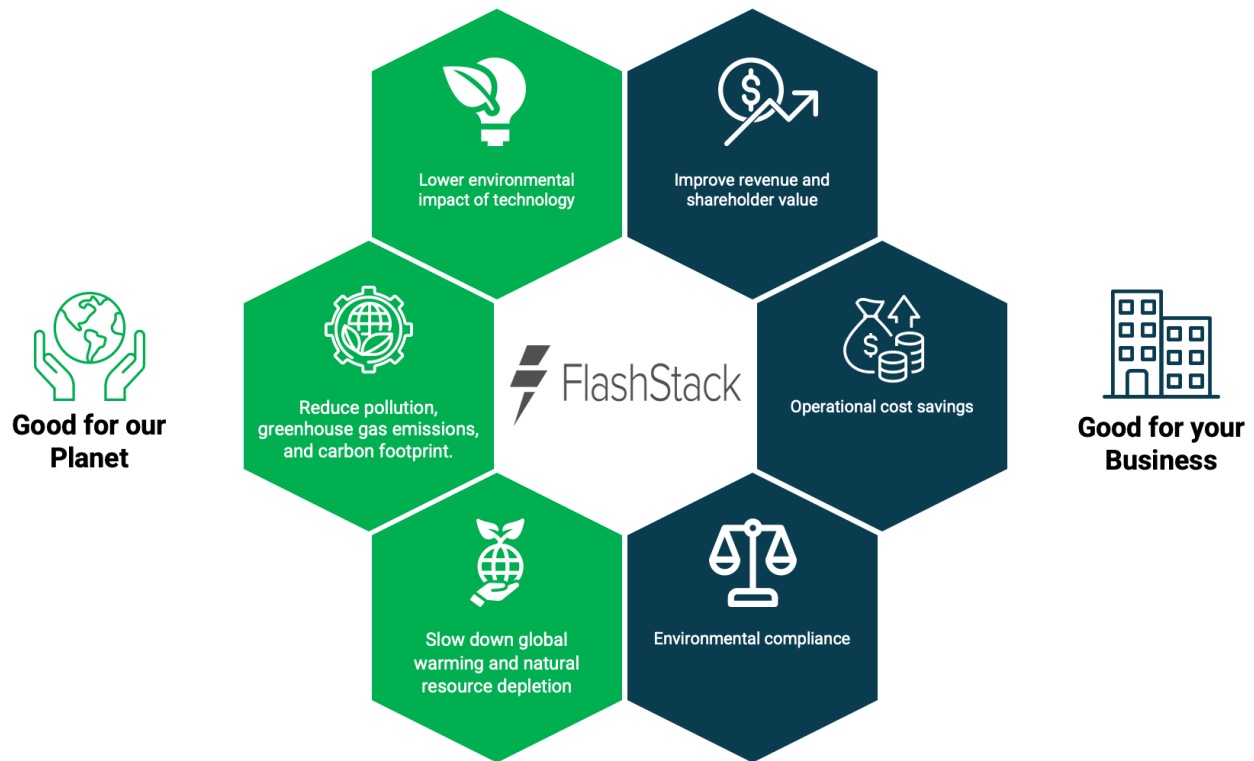 Lower environmental
impact of technology
Improve revenue and
shareholder value
$
Good for our
Planet
Reduce pollution,
greenhouse gas emissions,
and carbon footprint.
FlashStack
$
Operational cost savings
Good for your
Business
Slow down global
warming and natural
resource depletion
Environmental compliance